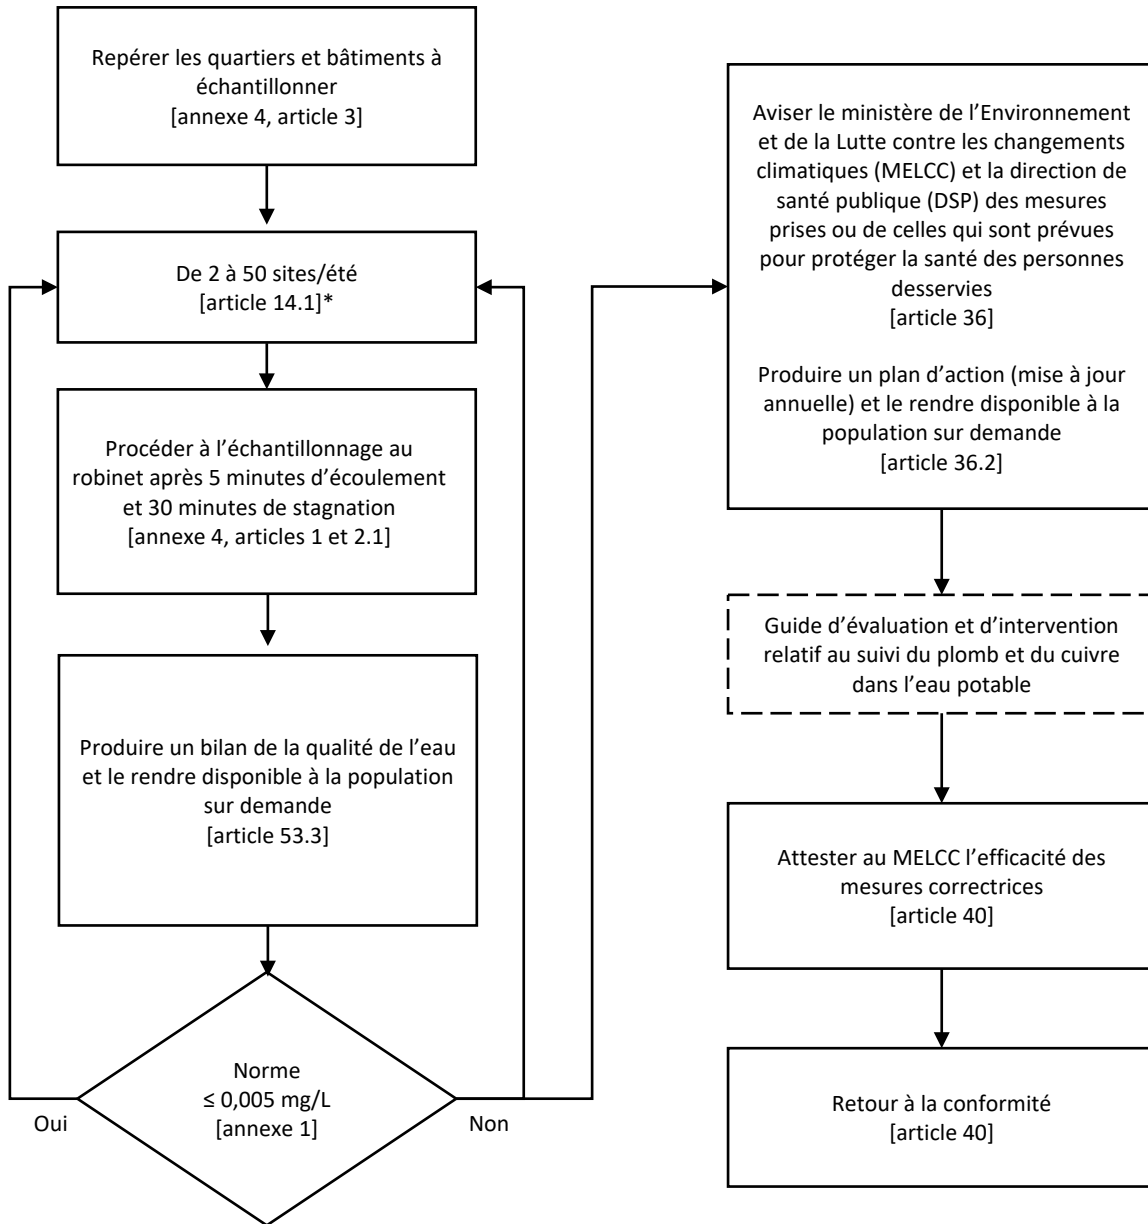 Repérer les quartiers et bâtiments à
échantillonner
[annexe 4, article 3]
De 2 à 50 sites/été
[article 14.1]*
Procéder à l’échantillonnage au
robinet après 5 minutes d’écoulement
et 30 minutes de stagnation
[annexe 4, articles 1 et 2.1]
Produire un bilan de la qualité de l’eau
et le rendre disponible à la population
sur demande
[article 53.3]
Norme
≤ 0,005 mg/L
[annexe 1]
Oui
Non
Aviser le ministère de l’Environnement
et de la Lutte contre les changements
climatiques (MELCC) et la direction de
santé publique (DSP) des mesures
prises ou de celles qui sont prévues
pour protéger la santé des personnes
desservies
[article 36]
Produire un plan d’action (mise à jour
annuelle) et le rendre disponible à la
population sur demande
[article 36.2]
Guide d’évaluation et d’intervention
relatif au suivi du plomb et du cuivre
dans l’eau potable
Attester au MELCC l’efficacité des
mesures correctrices
[article 40]
Retour à la conformité
[article 40]